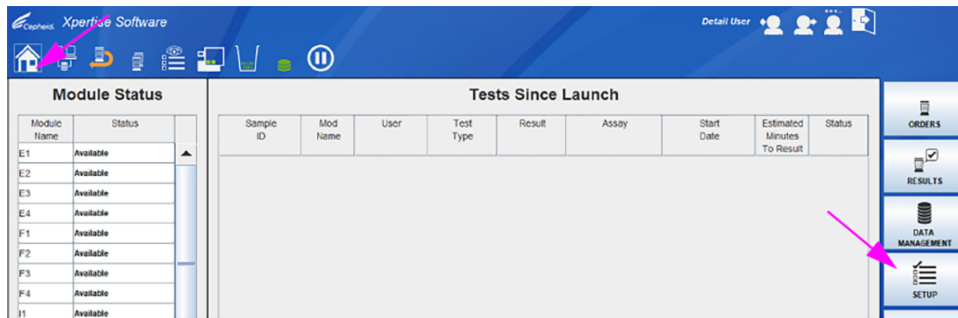 Cepheid. Xpertise Software
Detail User
Module Status
Tests Since Launch
Module Name
Status
Sample ID
Mod Name
User
Test Type
Result
Assay
Start Date
Estimated Minutes To Result
Status
E1 Available
E2 Available
E3 Available
E4 Available
F1 Available
F2 Available
F3 Available
F4 Available
I1 Available
ORDERS
RESULTS
DATA
MANAGEMENT
SETUP